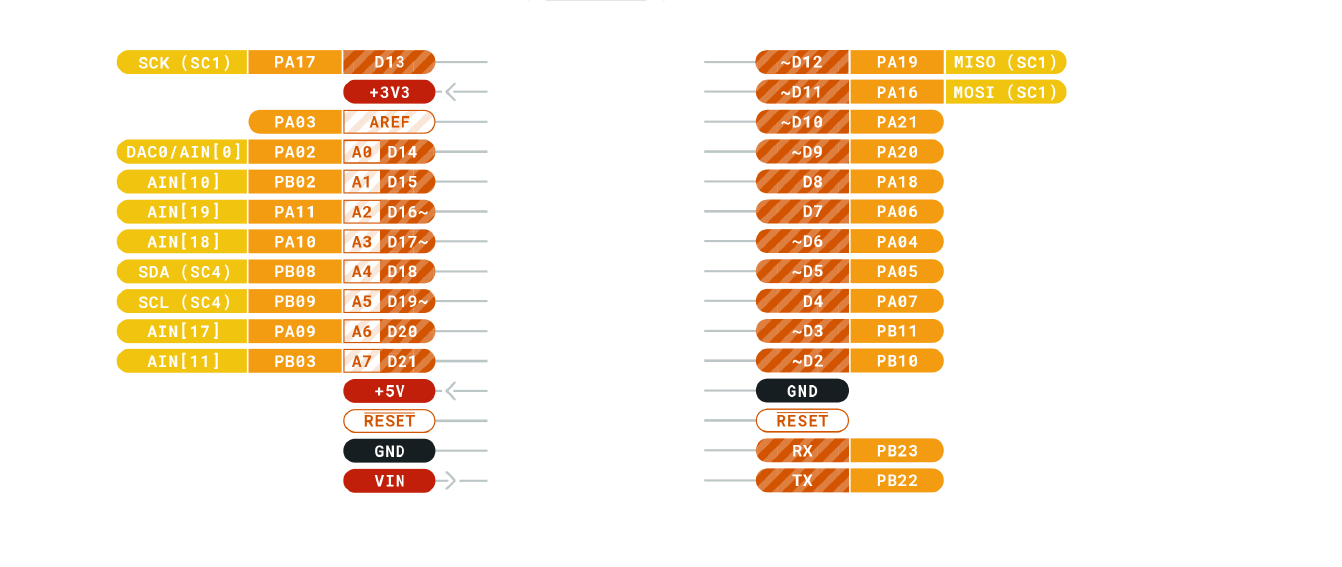 SCK (SC1) PA17 D13 ~D12 PA19 MISO (SC1)
+3V3 ~D11 PA16 MOSI (SC1)
PA03 AREF ~D10 PA21
DAC0/AIN[0] PA02 A0 D14 ~D9 PA20
AIN[10] PB02 A1 D15 D8 PA18
AIN[19] PA11 A2 D16~ D7 PA06
AIN[18] PA10 A3 D17~ ~D6 PA04
SDA (SC4) PB08 A4 D18 ~D5 PA05
SCL (SC4) PB09 A5 D19~ D4 PA07
AIN[17] PA09 A6 D20 ~D3 PB11
AIN[11] PB03 A7 D21 ~D2 PB10
+5V GND
RESET RESET
GND RX PB23
VIN TX PB22